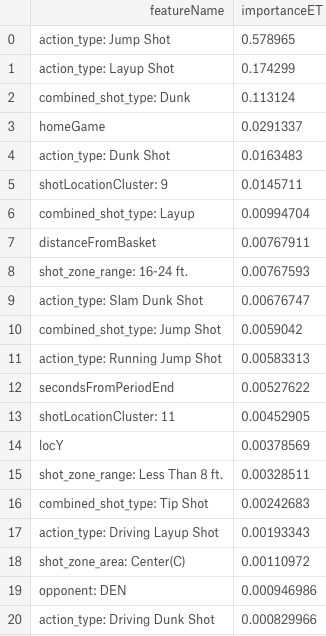 featureName importanceET
0 action_type: Jump Shot 0.578965
1 action_type: Layup Shot 0.174299
2 combined_shot_type: Dunk 0.113124
3 homeGame 0.0291337
4 action_type: Dunk Shot 0.0163483
5 shotLocationCluster: 9 0.0145711
6 combined_shot_type: Layup 0.00994704
7 distanceFromBasket 0.00767911
8 shot_zone_range: 16-24 ft. 0.00767593
9 action_type: Slam Dunk Shot 0.00676747
10 combined_shot_type: Jump Shot 0.0059042
11 action_type: Running Jump Shot 0.00583313
12 secondsFromPeriodEnd 0.00527622
13 shotLocationCluster: 11 0.00452905
14 locY 0.00378569
15 shot_zone_range: Less Than 8 ft. 0.00328511
16 combined_shot_type: Tip Shot 0.00242683
17 action_type: Driving Layup Shot 0.00193343
18 shot_zone_area: Center(C) 0.00110972
19 opponent: DEN 0.000946986
20 action_type: Driving Dunk Shot 0.000829966